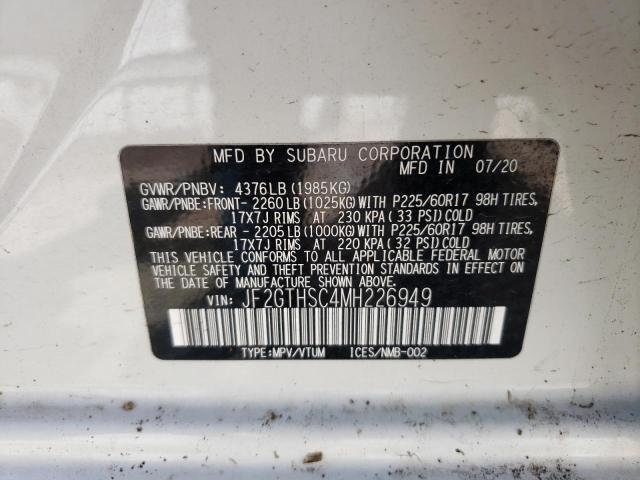 MFD BY SUBARU CORPORATION IN 07/20
GVWR/PNBV: 4376LB (1985KG)
GAWR/PNBE:FRONT- 2260LB (1025KG) WITH P225/60R17 98H TIRES,
17X7J RIMS AT 230 KPA (33 PSI) COLD
GAWR/PNBE:REAR - 2205LB (1000KG) WITH P225/60R17 98H TIRES,
17X7J RIMS AT 220 KPA (32 PSI) COLD
THIS VEHICLE CONFORMS TO ALL APPLICABLE FEDERAL MOTOR
VEHICLE SAFETY AND THEFT PREVENTION STANDARDS IN EFFECT ON
THE DATE OF MANUFACTURE SHOWN ABOVE.
VIN: JF2GTHSC4MH226949
TYPE:MPV/VTUM ICES/NMB-002